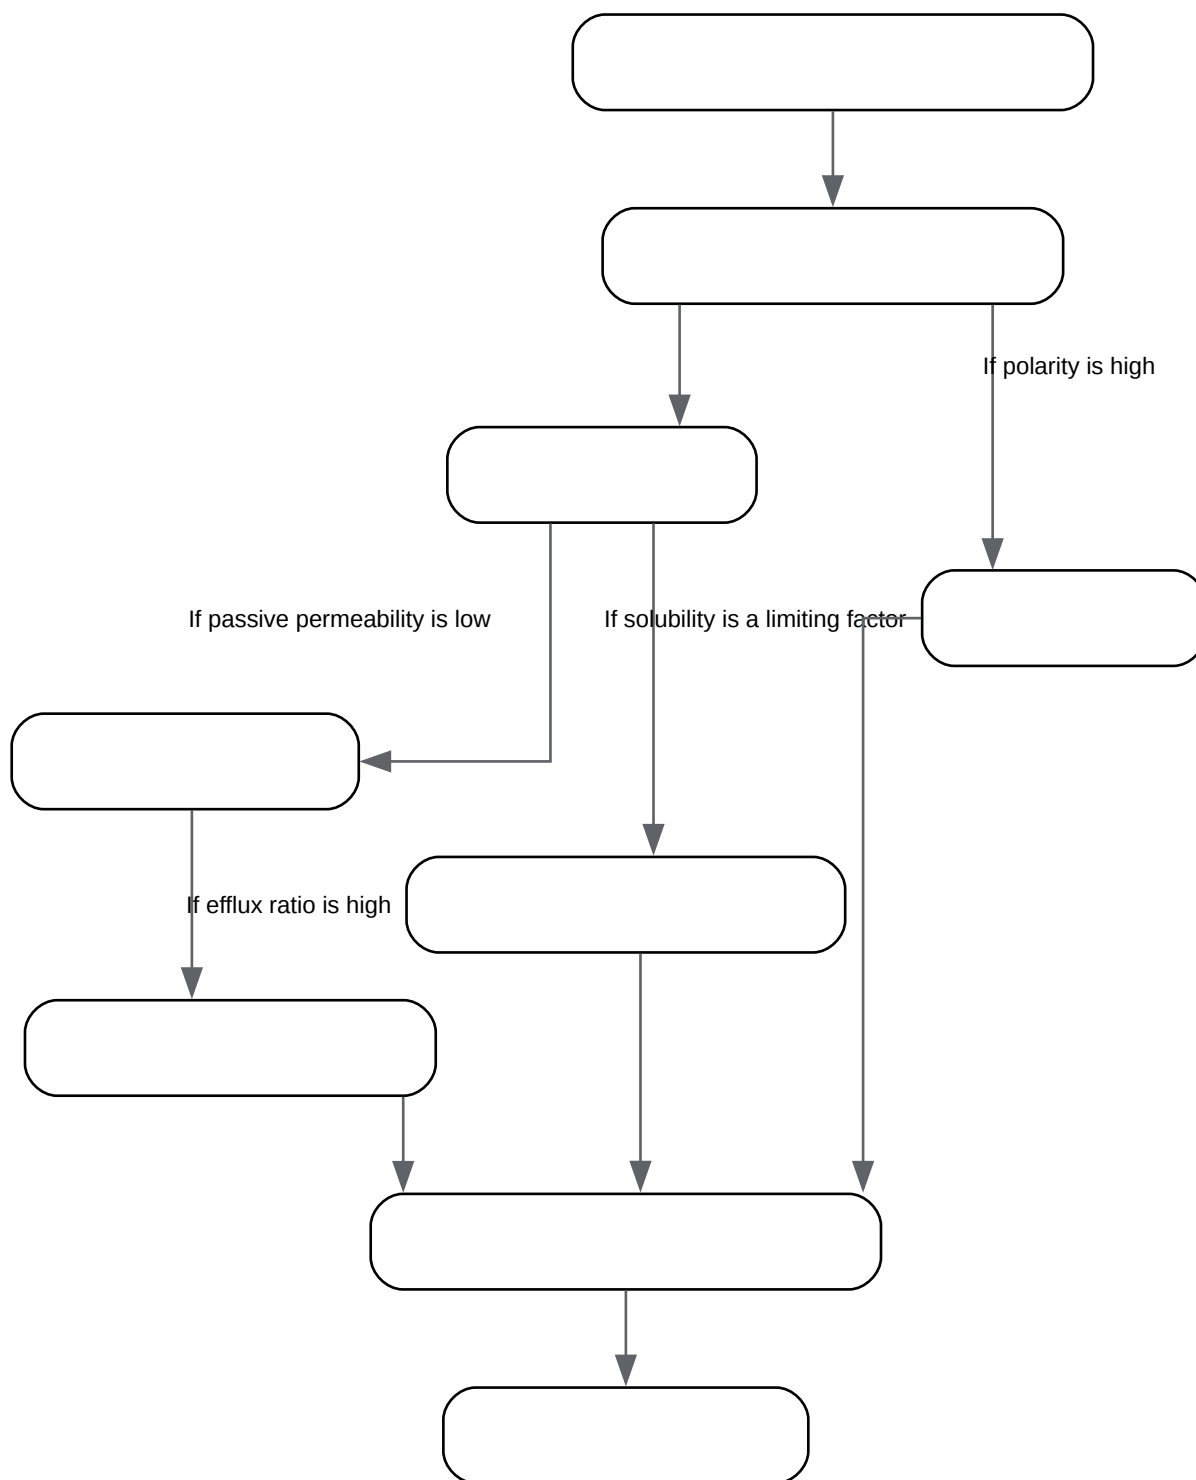 If polarity is high
If passive permeability is low
If solubility is a limiting factor
If efflux ratio is high